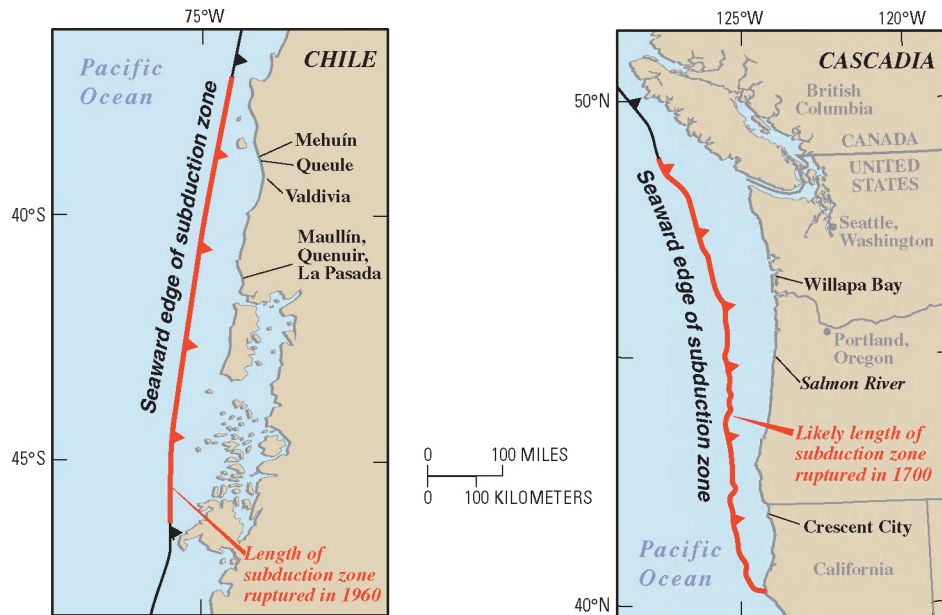 75°W
Pacific
Ocean
CHILE
Seaward edge of subduction zone
Mehuín
Queule
Valdivia
40°S
Maullín,
Quenuir,
La Pasada
45°S
Length of
subduction zone
ruptured in 1960
0 100 MILES
0 100 KILOMETERS
125°W 120°W
CASCADIA
50°N
British
Columbia
CANADA
UNITED
STATES
Seaward edge of subduction zone
Seattle,
Washington
Willapa Bay
Portland,
Oregon
Salmon River
Likely length of
subduction zone
ruptured in 1700
Crescent City
Pacific
Ocean
California
40°N